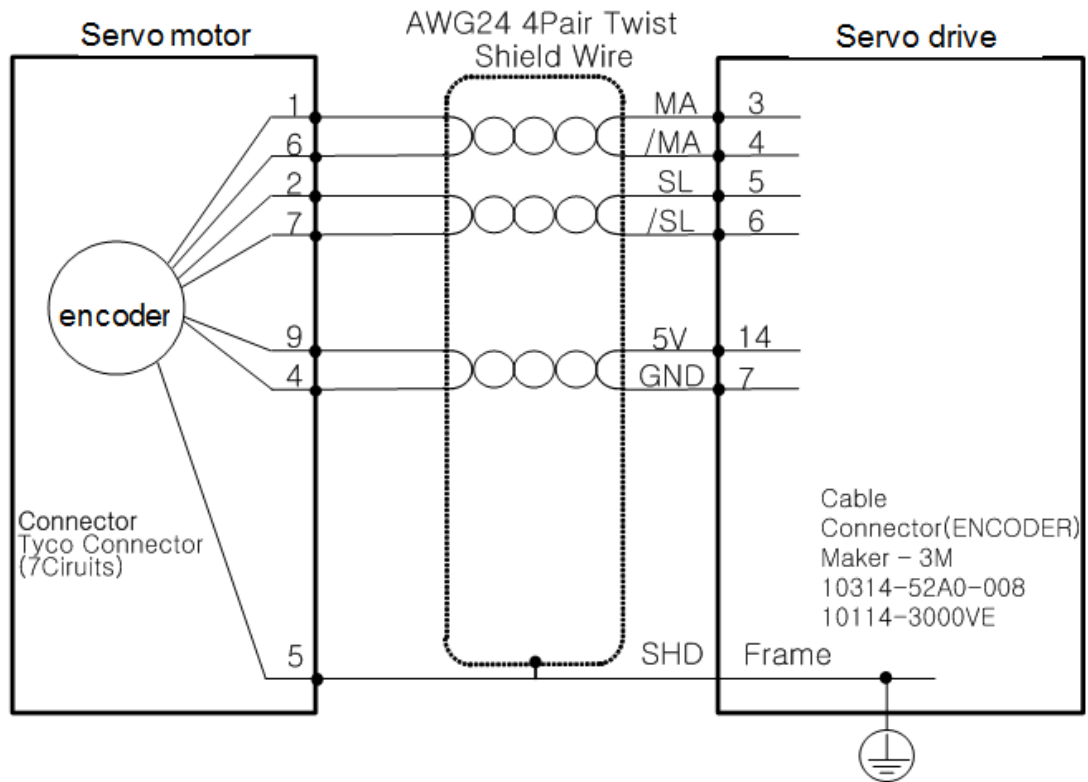 Servo motor
AWG24 4Pair Twist
Shield Wire
Servo drive
1 MA 3
6 /MA 4
2 SL 5
7 /SL 6
encoder
9 5V 14
4 GND 7
Connector
Tyco Connector
(7Ciruits)
Cable
Connector(ENCODER)
Maker - 3M
10314-52A0-008
10114-3000VE
5 SHD Frame